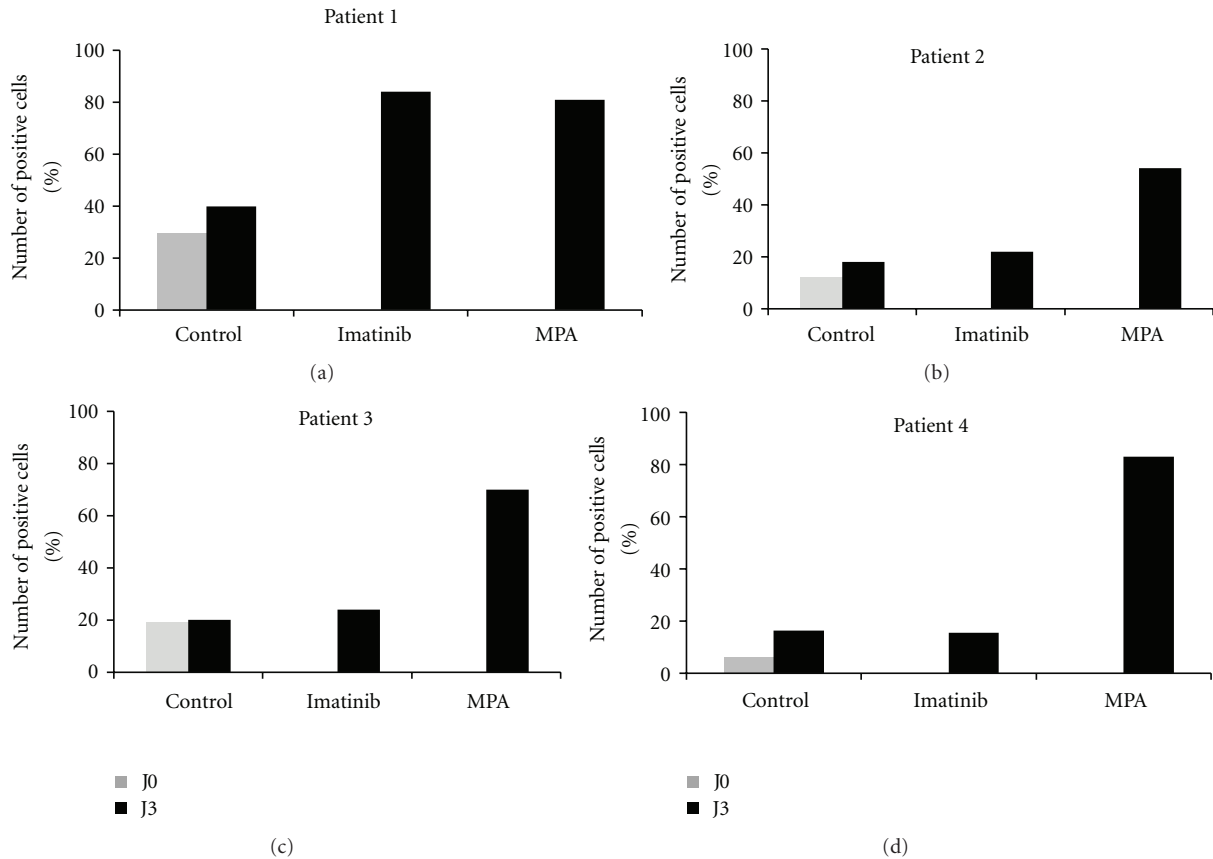 Patient 1
Number of positive cells
(%)
100
80
60
40
20
0
Control Imatinib MPA
(a)
Patient 2
Number of positive cells
(%)
100
80
60
40
20
0
Control Imatinib MPA
(b)
Patient 3
Number of positive cells
(%)
100
80
60
40
20
0
Control Imatinib MPA
J0
J3
(c)
Patient 4
Number of positive cells
(%)
100
80
60
40
20
0
Control Imatinib MPA
J0
J3
(d)